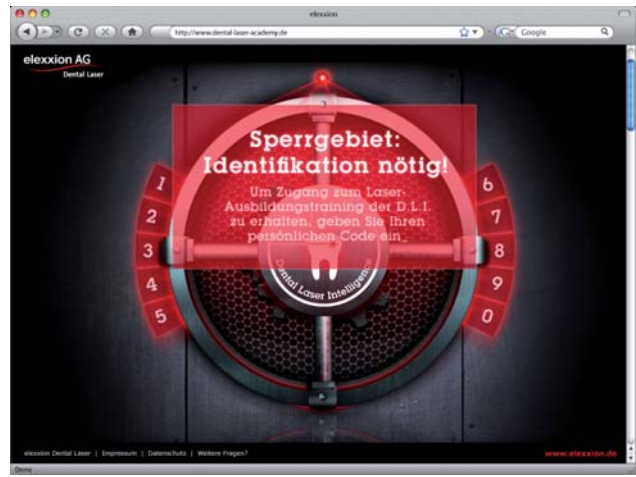 elexxion
http://www.dental-laser-academy.de
Google
elexxion AG
Dental Laser
Sperrgebiet:
Identifikation nötig!
Um Zugang zum Laser-
Ausbildungstraining der D.L.I.
zu erhalten, geben Sie Ihren
persönlichen Code ein_
1
2
3
4
5
6
7
8
9
0
Dental Laser Intelligence
elexxion Dental Laser | Impressum | Datenschutz | Weitere Fragen?
www.elexxion.de
Done